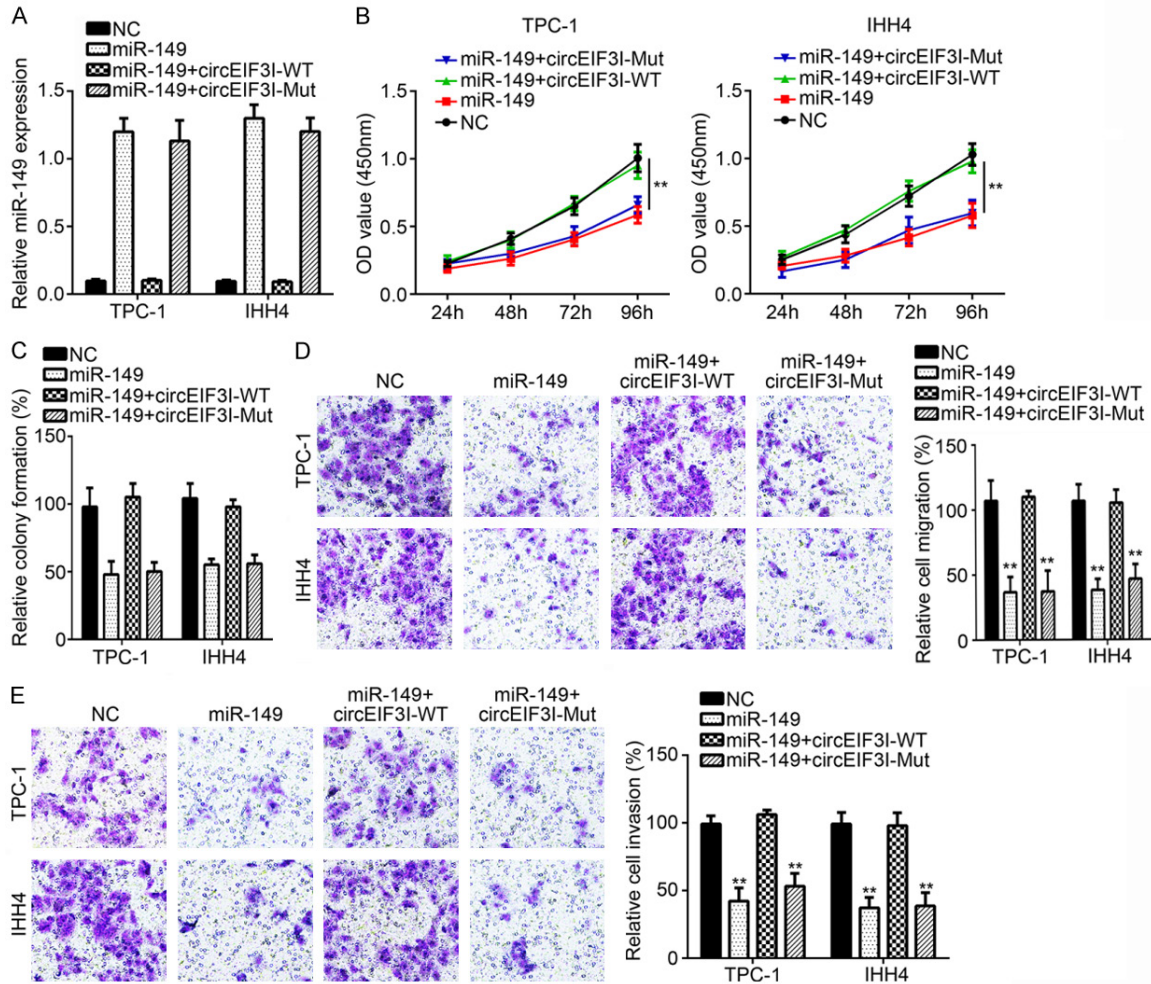 A
NC
miR-149
miR-149+circEIF3I-WT
miR-149+circEIF3I-Mut
Relative miR-149 expression
1.5
1.0
0.5
0.0
TPC-1
IHH4
B
TPC-1
miR-149+circEIF3I-Mut
miR-149+circEIF3I-WT
miR-149
NC
OD value (450nm)
1.5
1.0
0.5
0.0
**
24h
48h
72h
96h
IHH4
miR-149+circEIF3I-Mut
miR-149+circEIF3I-WT
miR-149
NC
OD value (450nm)
1.5
1.0
0.5
0.0
**
24h
48h
72h
96h
C
NC
miR-149
miR-149+circEIF3I-WT
miR-149+circEIF3I-Mut
Relative colony formation (%)
150
100
50
0
TPC-1
IHH4
D
NC
miR-149
miR-149+
circEIF3I-WT
miR-149+
circEIF3I-Mut
TPC-1
IHH4
NC
miR-149
miR-149+circEIF3I-WT
miR-149+circEIF3I-Mut
Relative cell migration (%)
150
100
50
0
**
**
**
**
TPC-1
IHH4
E
NC
miR-149
miR-149+
circEIF3I-WT
miR-149+
circEIF3I-Mut
TPC-1
IHH4
NC
miR-149
miR-149+circEIF3I-WT
miR-149+circEIF3I-Mut
Relative cell invasion (%)
150
100
50
0
**
**
**
**
TPC-1
IHH4